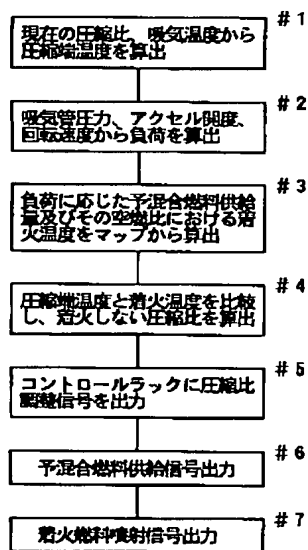 #1
現在の圧縮比、吸気温度から
圧縮端温度を算出
#2
吸気管圧力、アクセル開度、
回転速度から負荷を算出
#3
負荷に応じた予混合燃料供給
量及びその空燃比における着
火温度をマップから算出
#4
圧縮端温度と着火温度を比較
し、着火しない圧縮比を算出
#5
コントロールラックに圧縮比
調整信号を出力
#6
予混合燃料供給信号出力
#7
着火燃料噴射信号出力